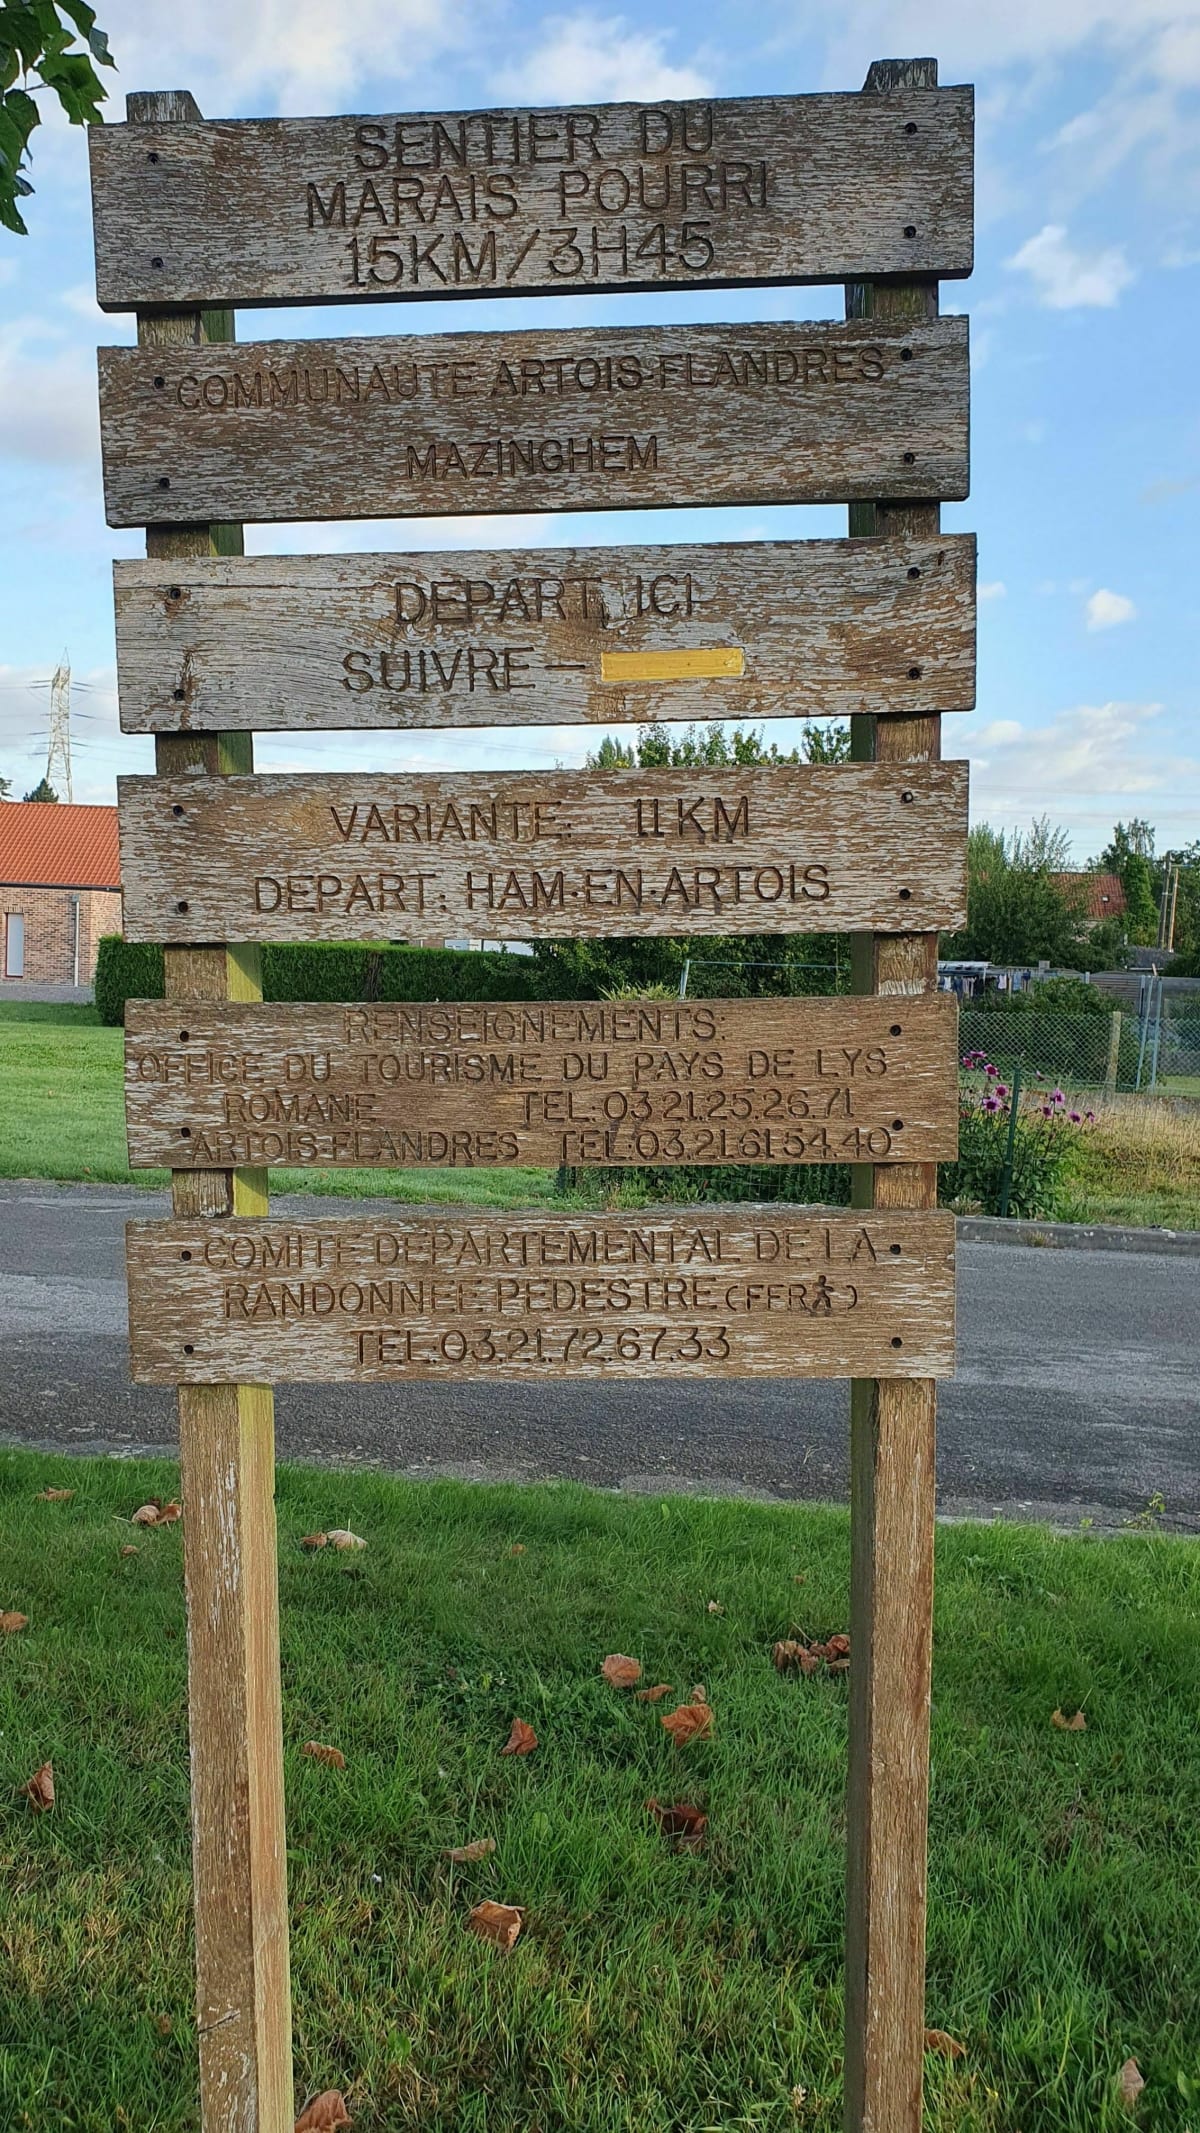 SENTIER DU
MARAIS POURRI
15KM/3H45
COMMUNAUTE ARTOIS-FLANDRES
MAZINGHEM
DEPART ICI
SUIVRE —
VARIANTE: 11KM
DEPART: HAM·EN·ARTOIS
RENSEIGNEMENTS:
OFFICE DU TOURISME DU PAYS DE LYS
ROMANE TEL:03.21.25.26.71
ARTOIS-FLANDRES TEL:03.21.61.54.40
COMITE DEPARTEMENTAL DE LA
RANDONNEE PEDESTRE (FFR)
TEL:03.21.72.67.33